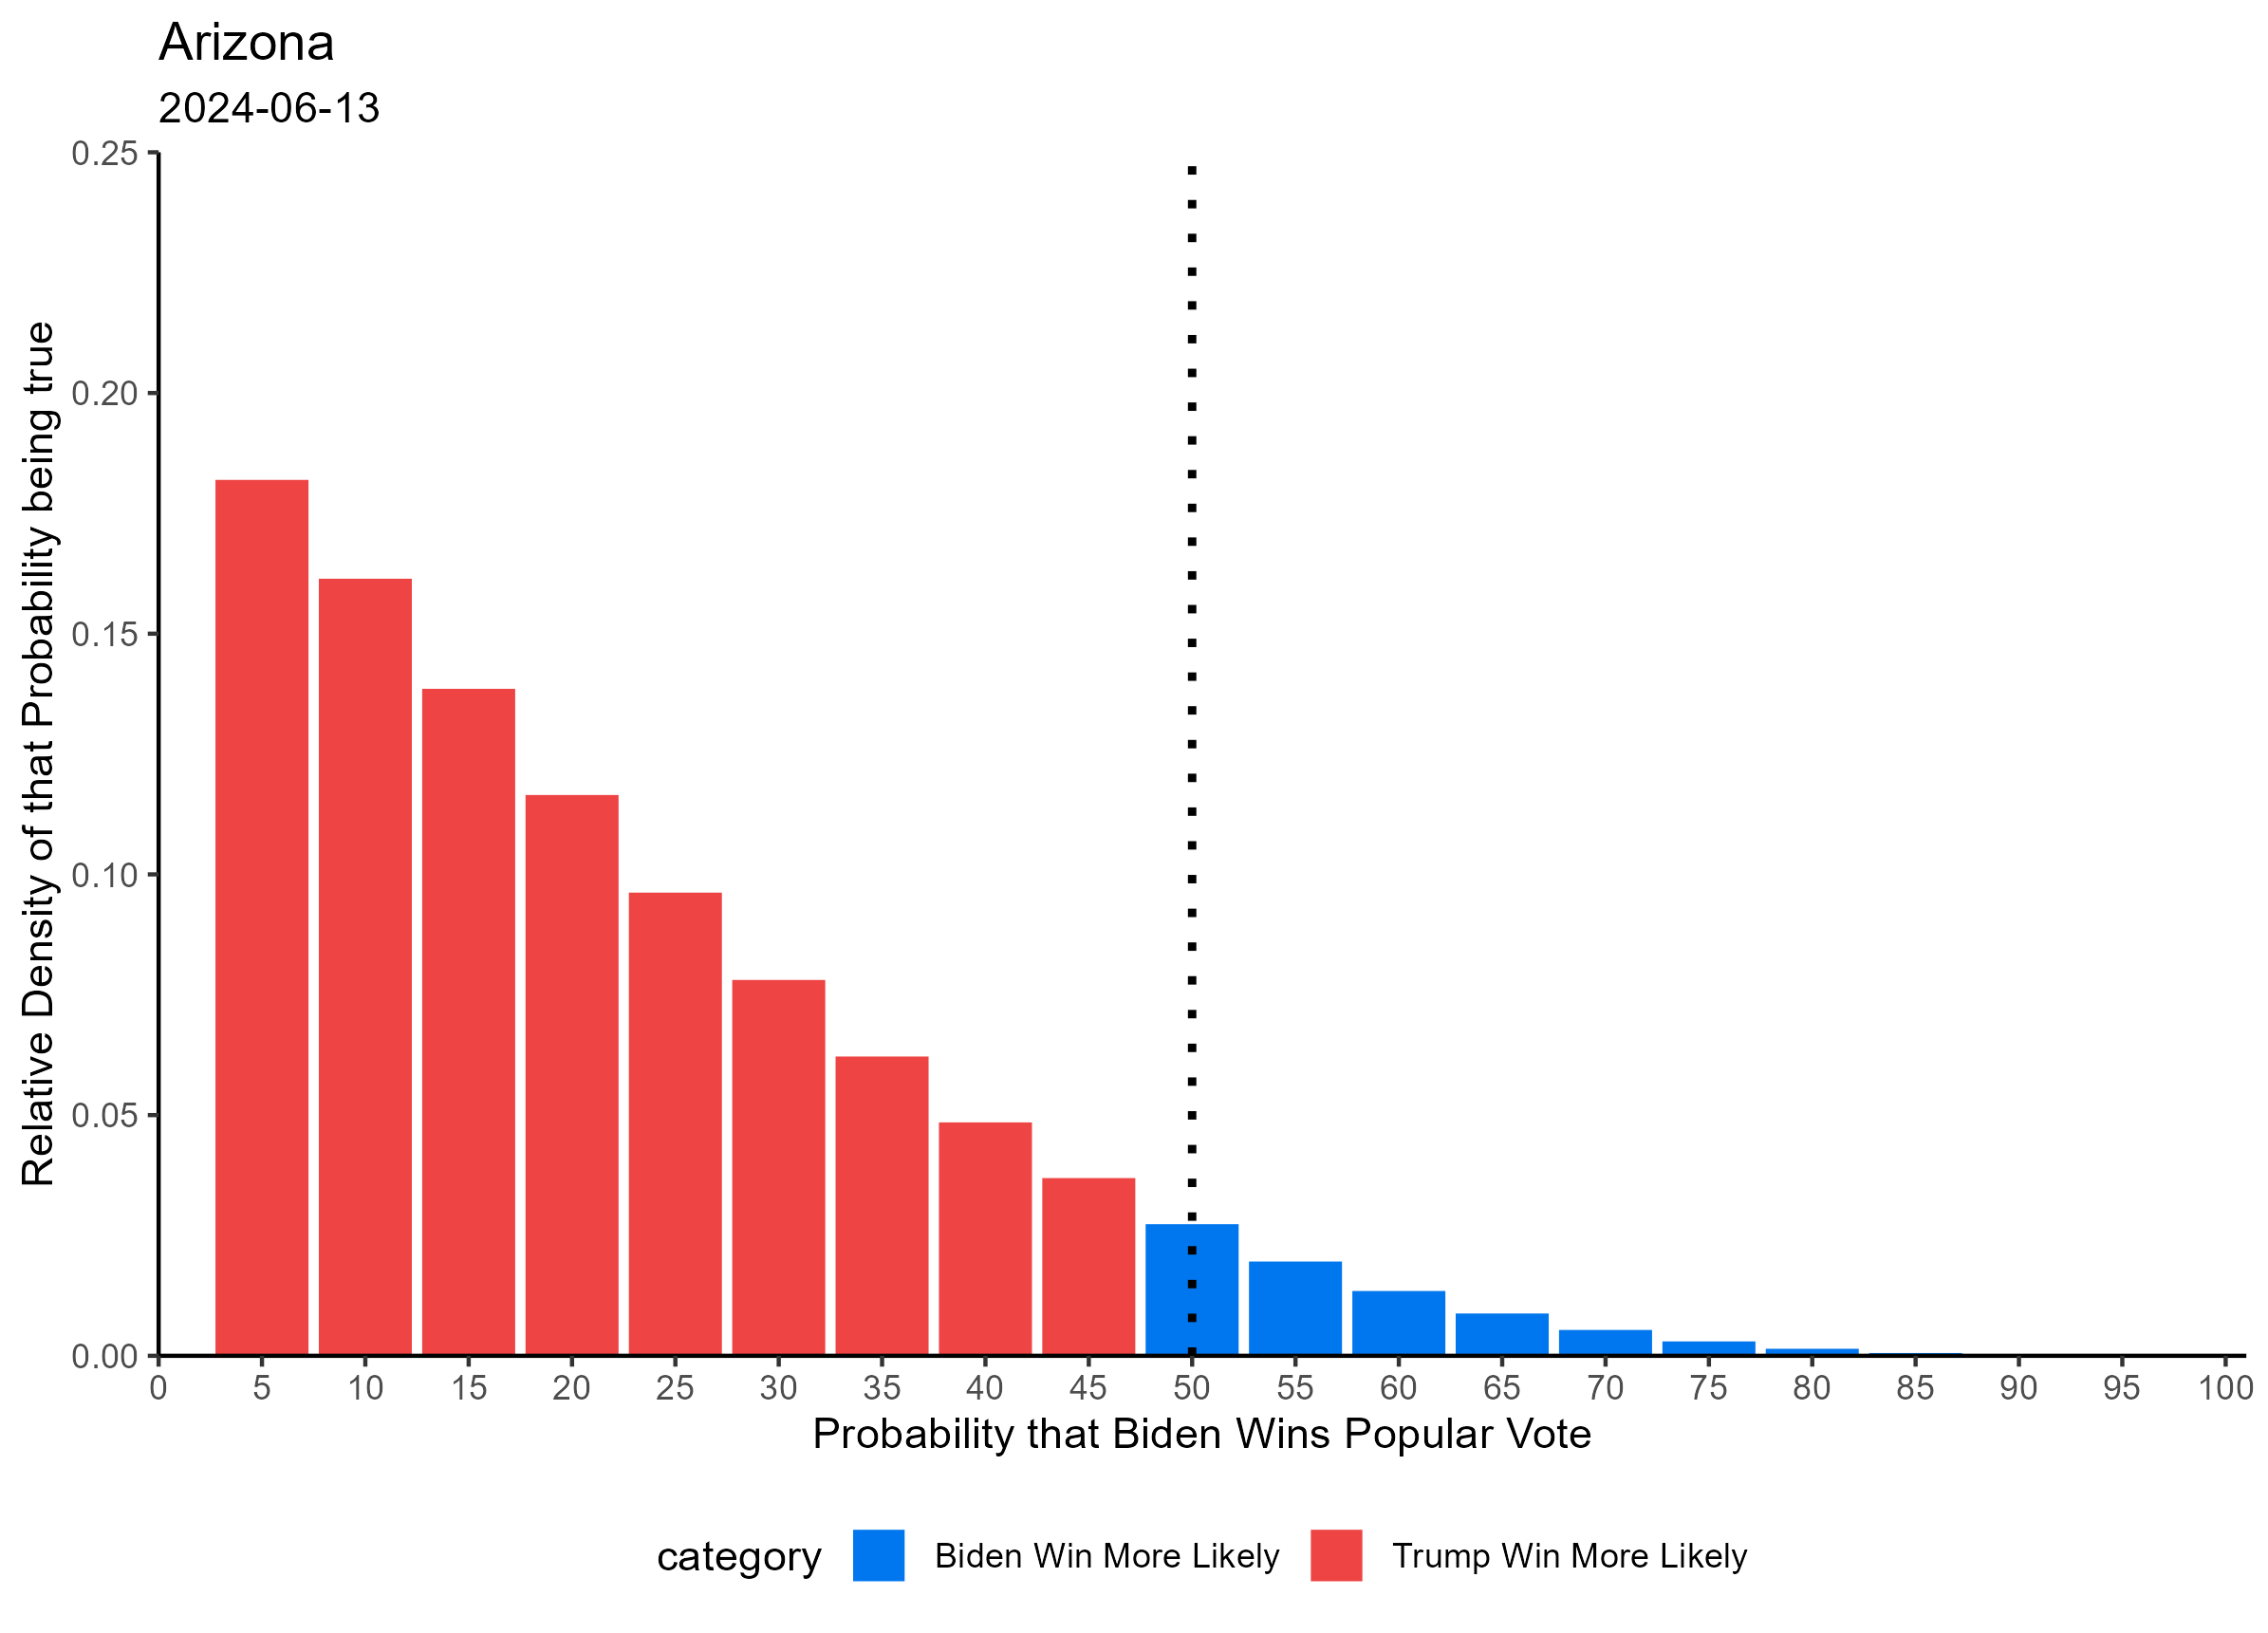 Arizona
2024-06-13
Relative Density of that Probability being true
0.25
0.20
0.15
0.10
0.05
0.00
0 5 10 15 20 25 30 35 40 45 50 55 60 65 70 75 80 85 90 95 100
Probability that Biden Wins Popular Vote
category Biden Win More Likely Trump Win More Likely